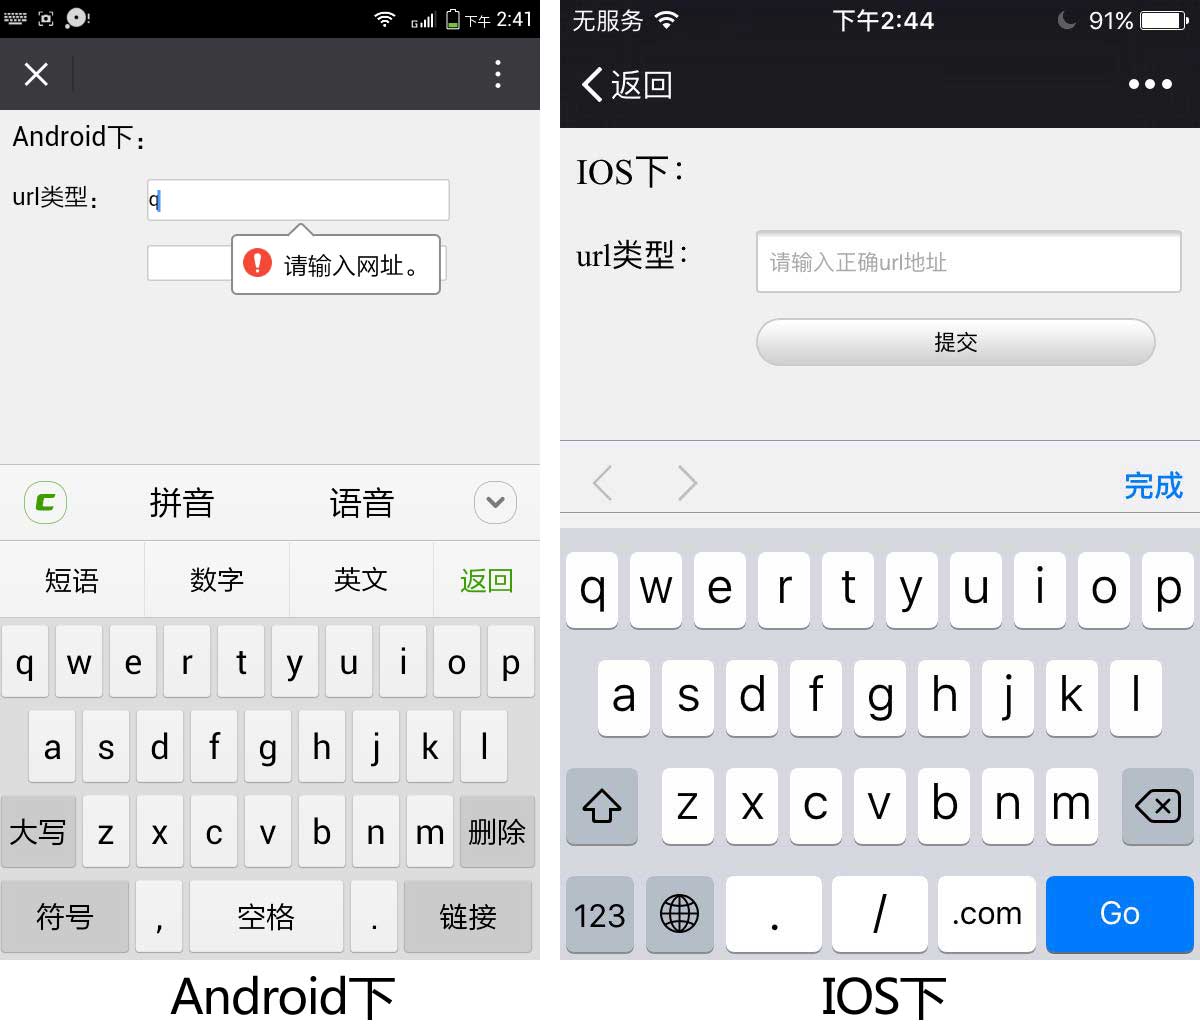 下午 2:41
Android下：
url类型：
q
请输入网址。
拼音 语音
短语 数字 英文 返回
q w e r t y u i o p
a s d f g h j k l
大写 z x c v b n m 删除
符号 , 空格 . 链接
Android下
无服务 下午2:44 91%
返回
IOS下：
url类型：
请输入正确url地址
提交
完成
q w e r t y u i o p
a s d f g h j k l
z x c v b n m
123 . / .com Go
IOS下